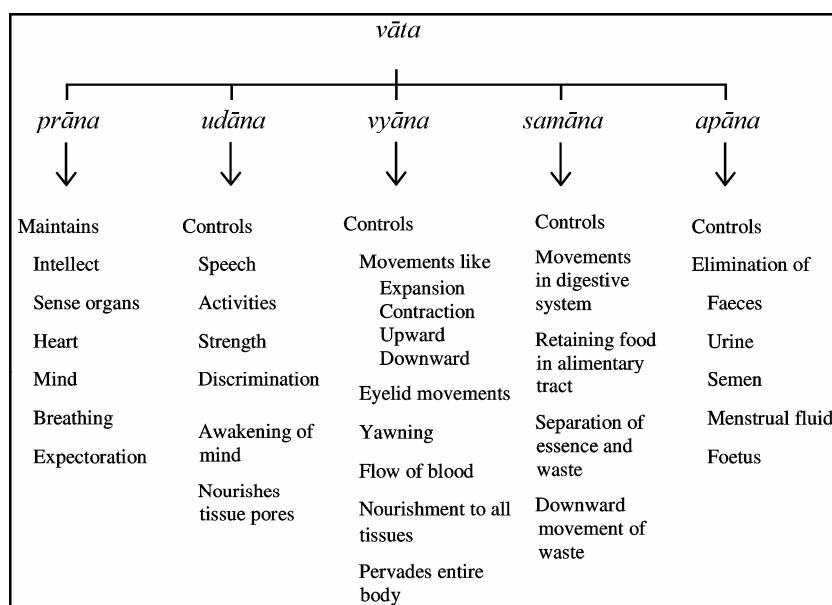 vāta
prāna
udāna
vyāna
samāna
apāna
Maintains
Intellect
Sense organs
Heart
Mind
Breathing
Expectoration
Controls
Speech
Activities
Strength
Discrimination
Awakening of
mind
Nourishes
tissue pores
Controls
Movements like
Expansion
Contraction
Upward
Downward
Eyelid movements
Yawning
Flow of blood
Nourishment to all
tissues
Pervades entire
body
Controls
Movements
in digestive
system
Retaining food
in alimentary
tract
Separation of
essence and
waste
Downward
movement of
waste
Controls
Elimination of
Faeces
Urine
Semen
Menstrual fluid
Foetus